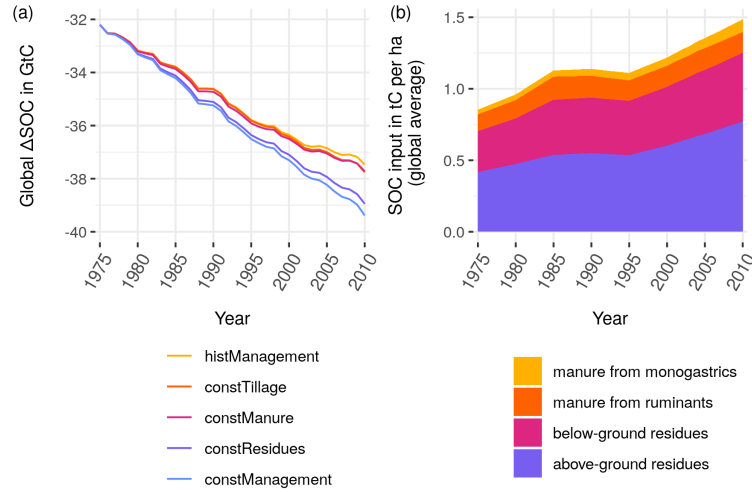 (a)
Global ΔSOC in GtC
-32
-34
-36
-38
-40
1975
1980
1985
1990
1995
2000
2005
2010
Year
histManagement
constTillage
constManure
constResidues
constManagement
(b)
SOC input in tC per ha
(global average)
1.5
1.0
0.5
0.0
1975
1980
1985
1990
1995
2000
2005
2010
Year
manure from monogastrics
manure from ruminants
below-ground residues
above-ground residues